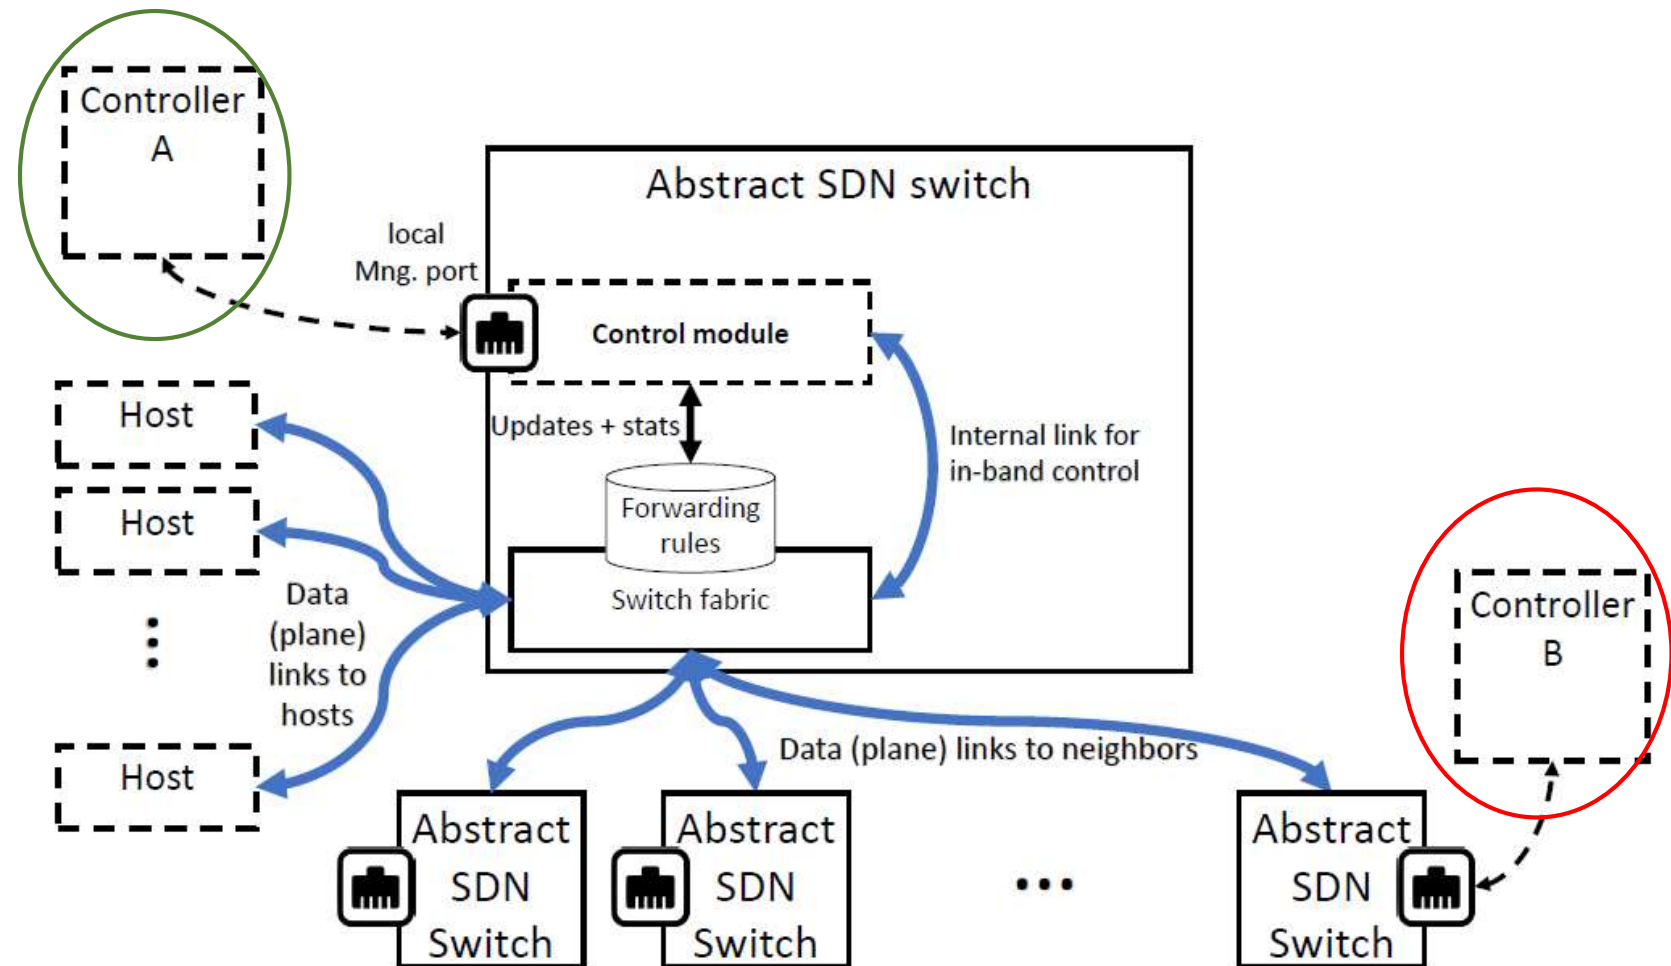 Controller
A
Abstract SDN switch
local
Mng. port
Control module
Host
Updates + stats
Internal link for
in-band control
Host
Forwarding
rules
Data
(plane)
links to
hosts
Switch fabric
Controller
B
Host
Data (plane) links to neighbors
Abstract
SDN
Switch
Abstract
SDN
Switch
...
Abstract
SDN
Switch